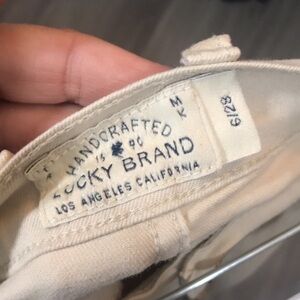 HANDCRAFTED
19 90
LUCKY BRAND
LOS ANGELES CALIFORNIA
M
6/28